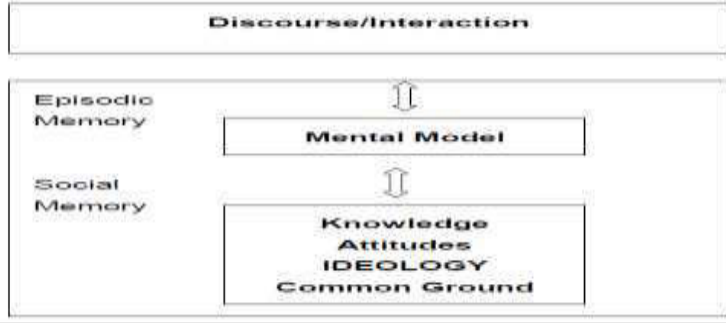 Discourse/Interaction
Episodic
Memory
Mental Model
Social
Memory
Knowledge
Attitudes
IDEOLOGY
Common Ground